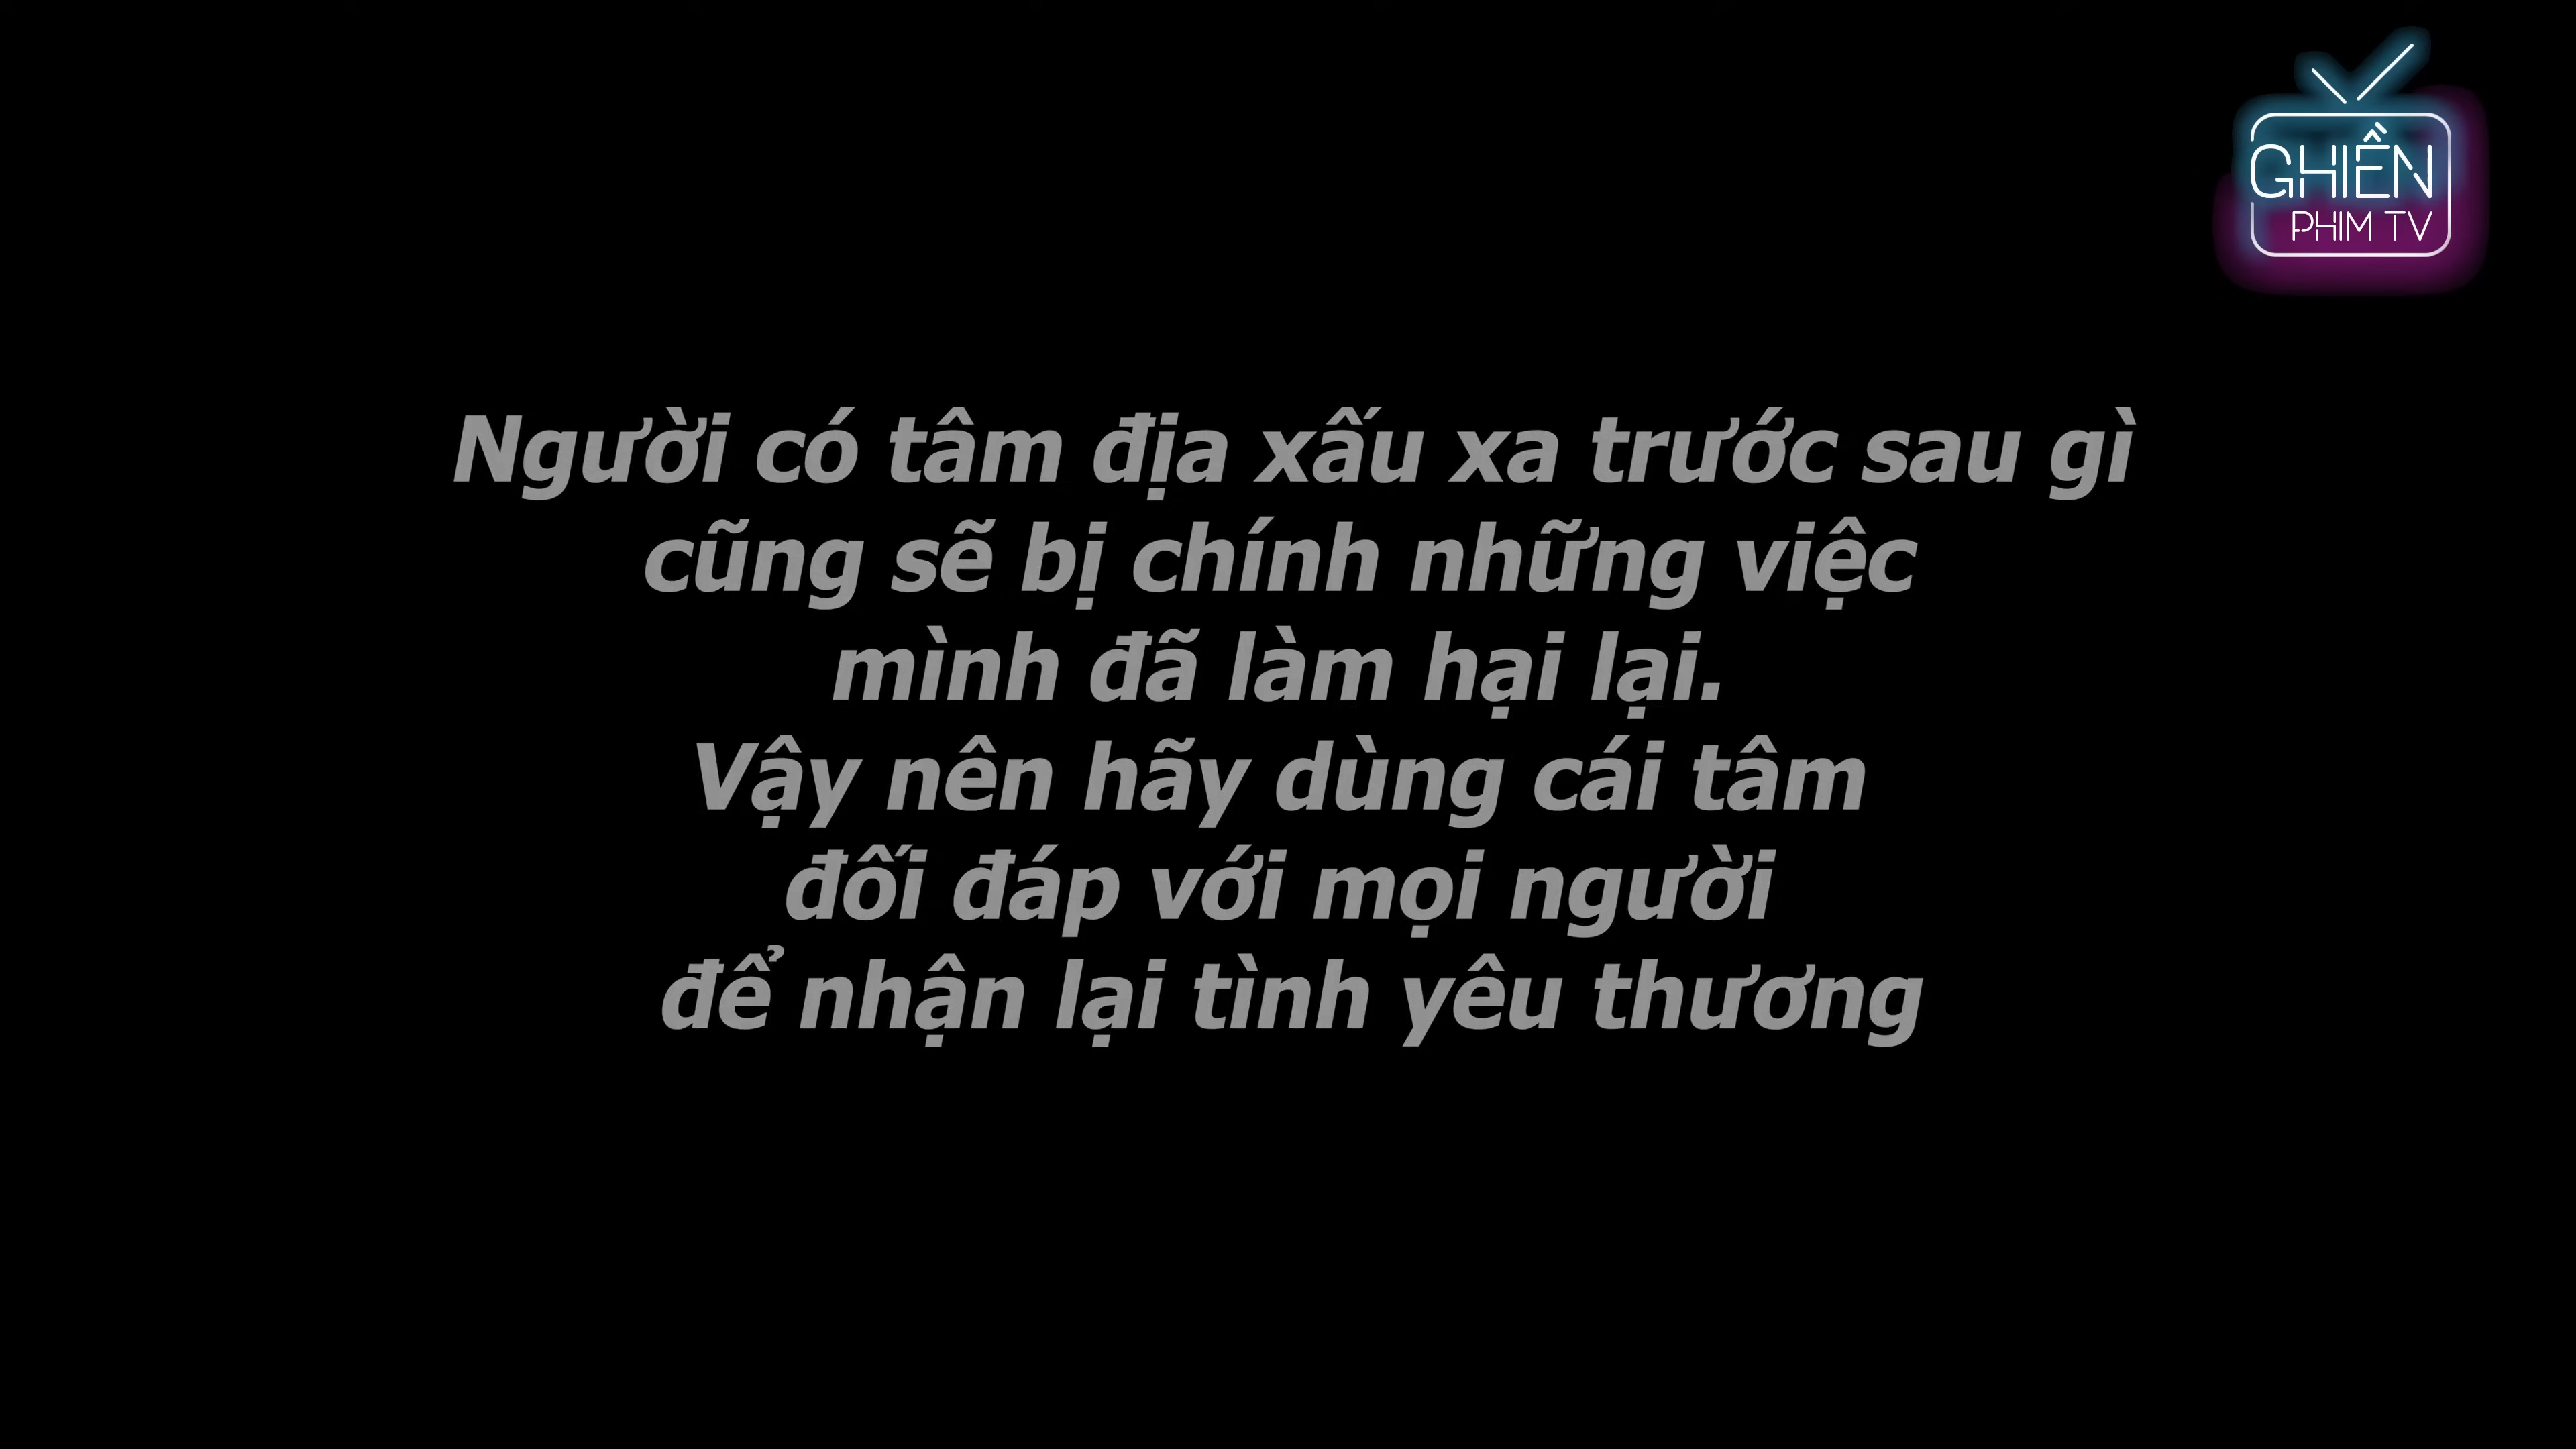 GHIỀN
PHIM TV
Người có tâm địa xấu xa trước sau gì
cũng sẽ bị chính những việc
mình đã làm hại lại.
Vậy nên hãy dùng cái tâm
đối đáp với mọi người
để nhận lại tình yêu thương